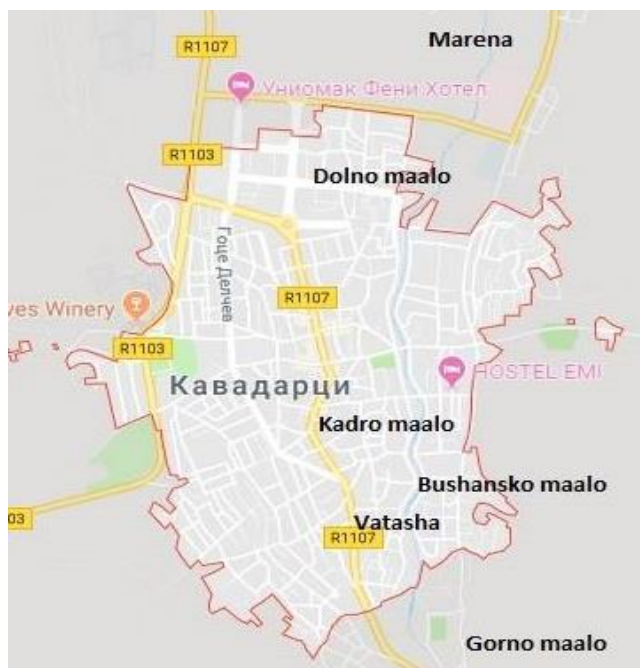 Marena
R1107
Униомак Фени Хотел
R1103
Dolno maalo
Гоце Делчев
R1107
ves Winery
R1103
Кавадарци
HOSTEL EMI
Kadro maalo
Bushansko maalo
03
Vatasha
R1107
Gorno maalo